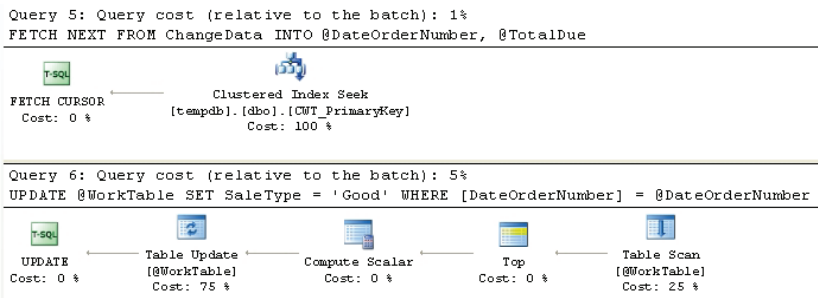 Query 5: Query cost (relative to the batch): 1%
FETCH NEXT FROM ChangeData INTO @DateOrderNumber, @TotalDue
T-SQL
FETCH CURSOR
Cost: 0 %
Clustered Index Seek
[tempdb].[dbo].[CWT_PrimaryKey]
Cost: 100 %
Query 6: Query cost (relative to the batch): 5%
UPDATE @WorkTable SET SaleType = 'Good' WHERE [DateOrderNumber] = @DateOrderNumber
T-SQL
UPDATE
Cost: 0 %
Table Update
[@WorkTable]
Cost: 75 %
Compute Scalar
Cost: 0 %
Top
Cost: 0 %
Table Scan
[@WorkTable]
Cost: 25 %